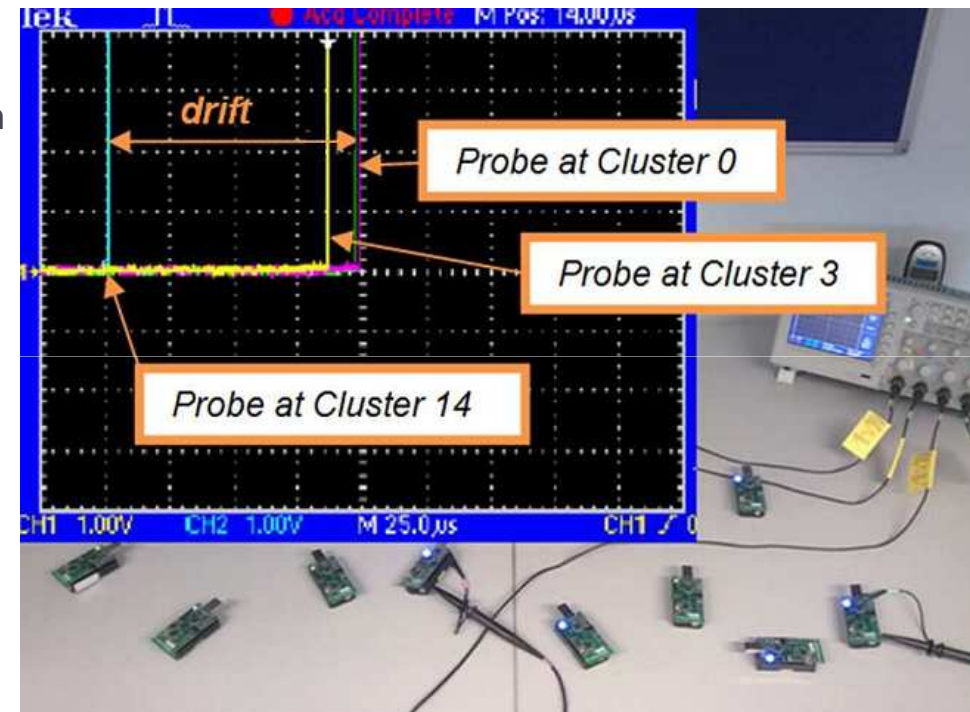 Tek Acq Complete M Pos: 14.00µs
drift
Probe at Cluster 0
Probe at Cluster 3
Probe at Cluster 14
CH1 1.00V CH2 1.00V M 25.0µs CH1